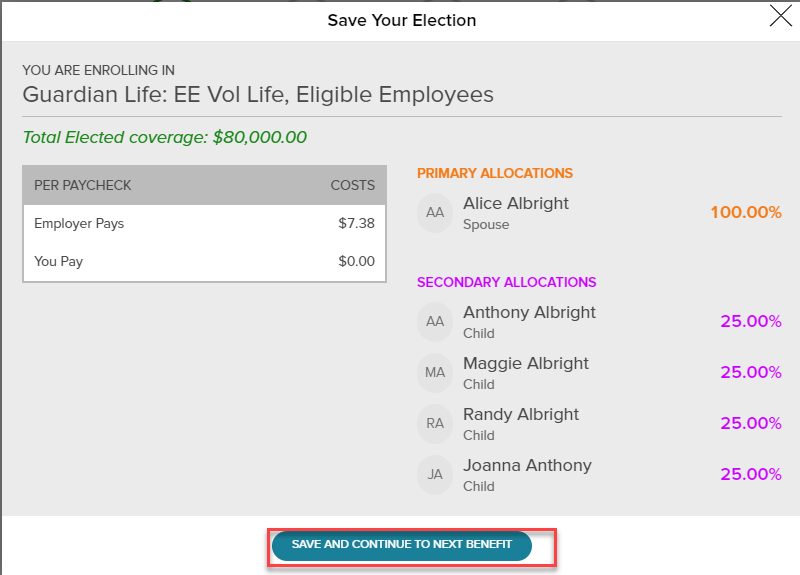 Save Your Election
YOU ARE ENROLLING IN
Guardian Life: EE Vol Life, Eligible Employees
Total Elected coverage: $80,000.00
PER PAYCHECK COSTS
Employer Pays $7.38
You Pay $0.00
PRIMARY ALLOCATIONS
AA Alice Albright 100.00%
Spouse
SECONDARY ALLOCATIONS
AA Anthony Albright 25.00%
Child
MA Maggie Albright 25.00%
Child
RA Randy Albright 25.00%
Child
JA Joanna Anthony 25.00%
Child
SAVE AND CONTINUE TO NEXT BENEFIT